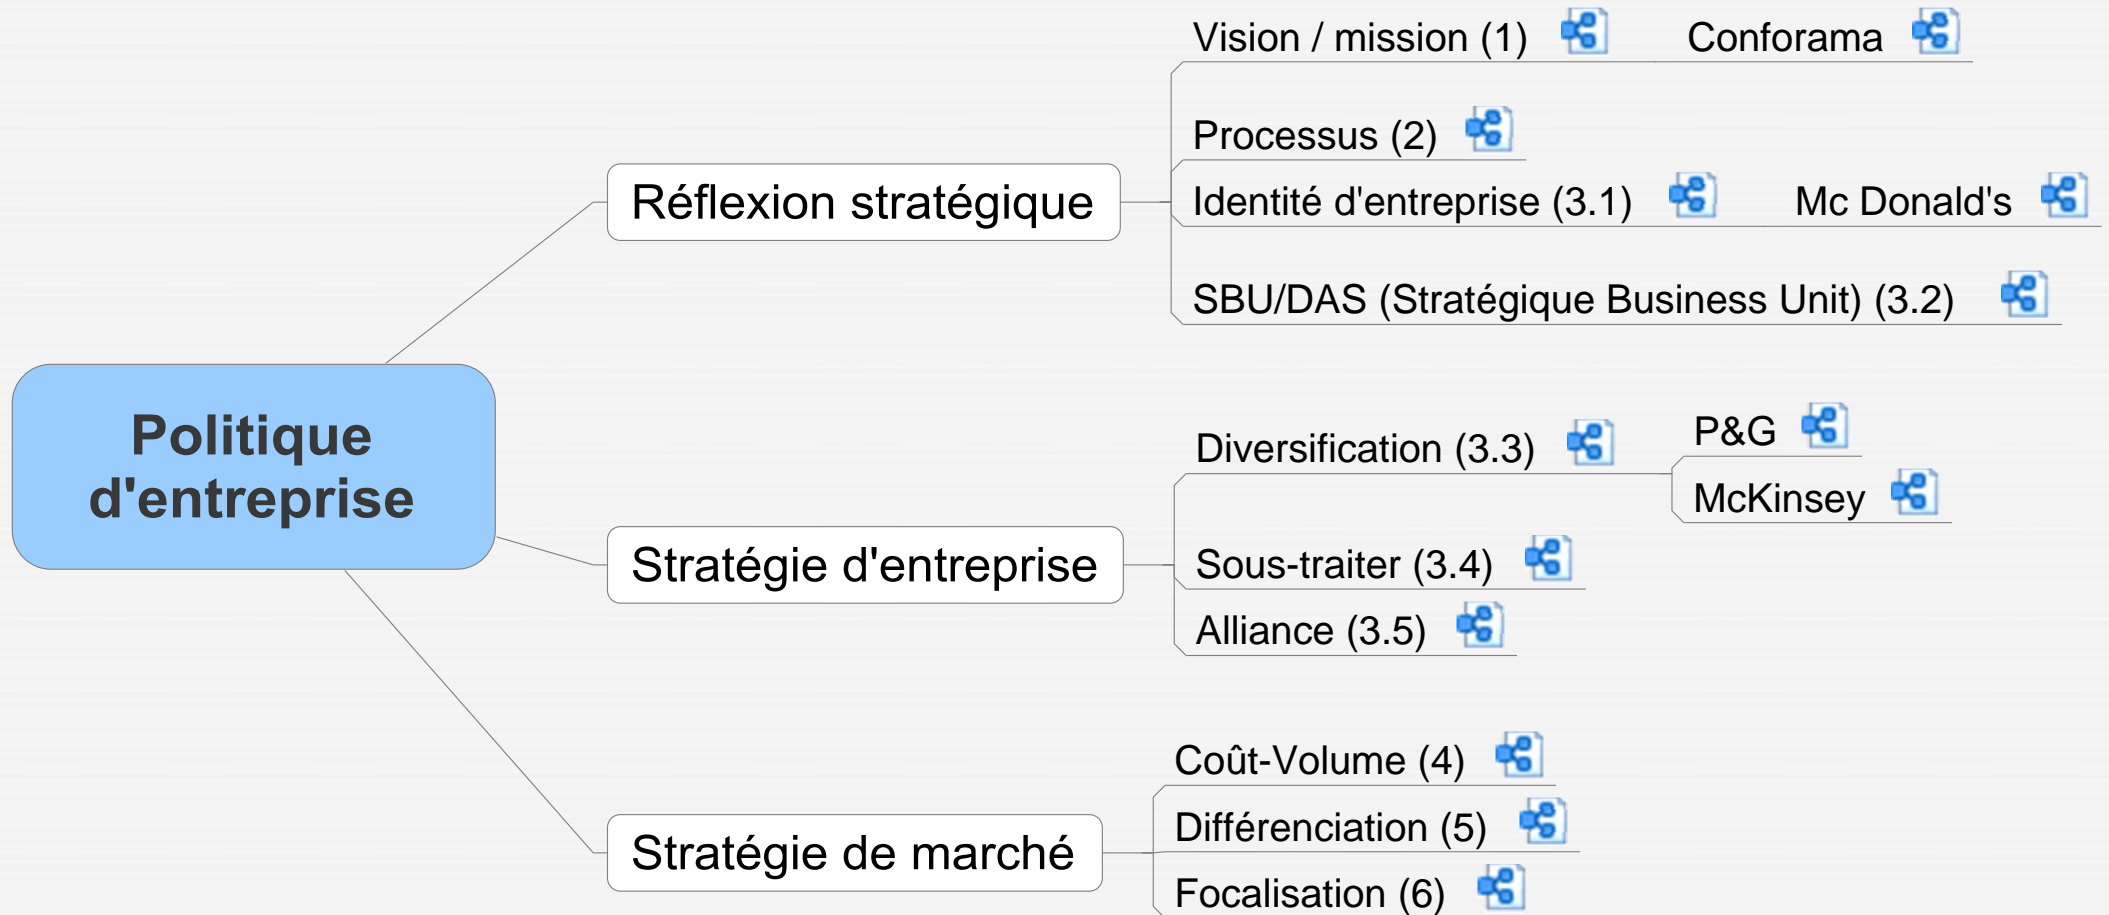 Vision / mission (1)
Conforama
Processus (2)
Réflexion stratégique
Identité d'entreprise (3.1)
Mc Donald's
SBU/DAS (Stratégique Business Unit) (3.2)
Politique
d'entreprise
Diversification (3.3)
P&G
McKinsey
Stratégie d'entreprise
Sous-traiter (3.4)
Alliance (3.5)
Coût-Volume (4)
Stratégie de marché
Différenciation (5)
Focalisation (6)